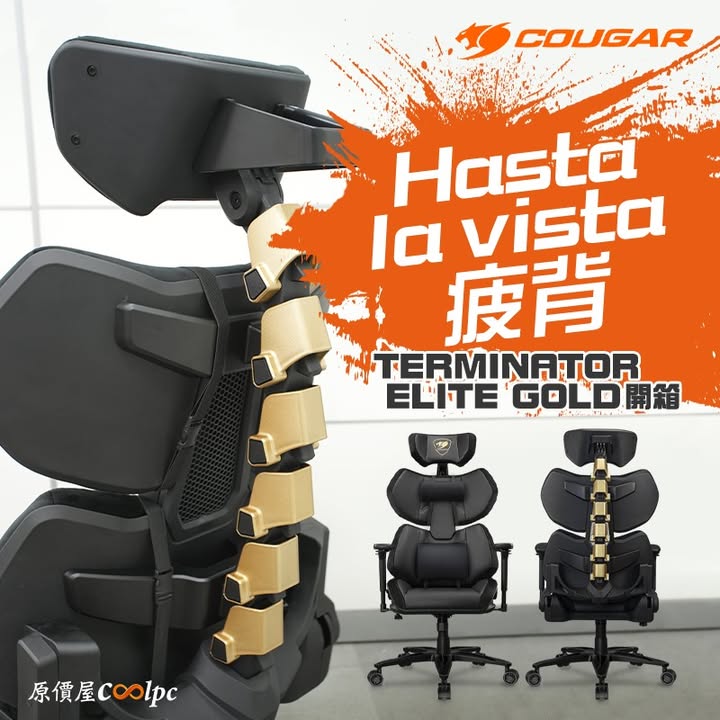 COUGAR
Hasta
la vista
疲背
TERMINATOR
ELITE GOLD開箱
原價屋coolpc